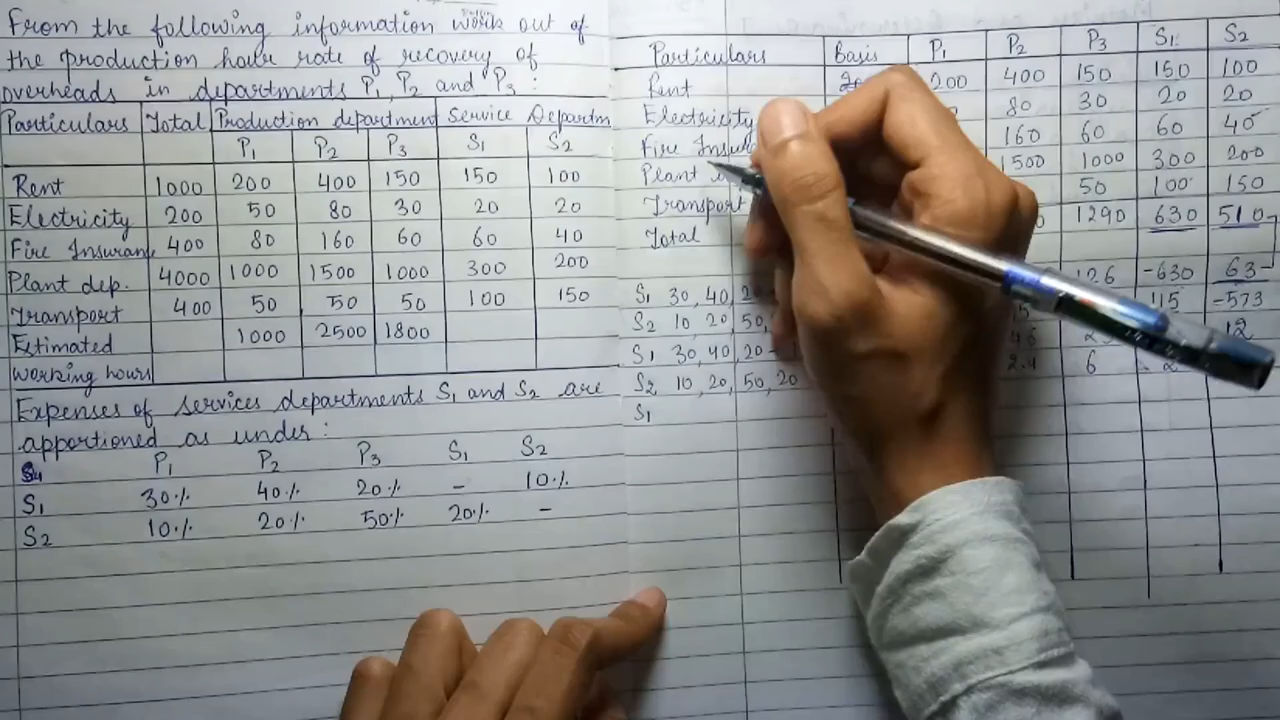 From the following information work out of
the production hour rate of recovery of
overheads in departments P1, P2 and P3 :
Particulars Total Production department Service Departm
P1 P2 P3 S1 S2
Rent 1000 200 400 150 150 100
Electricity 200 50 80 30 20 20
Fire Insuran 400 80 160 60 60 40
Plant dep. 4000 1000 1500 1000 300 200
Transport 400 50 50 50 100 150
Estimated 1000 2500 1800
working hours
Expenses of services departments S1 and S2 are
apportioned as under :
P1 P2 P3 S1 S2
S1 30% 40% 20% - 10%
S2 10% 20% 50% 20% -
Particulars Basis P1 P2 P3 S1 S2
Rent 200 400 150 150 100
Electricity 80 30 20 20
Fire Insu 160 60 60 40
Plant 1500 1000 300 200
Transport 50 100 150
Total 1290 630 510
126 -630 63
S1 30, 40, 115 -573
S2 10 20, 50, 12
S1 30, 40, 20 6
S2 10, 20, 50, 20
S1